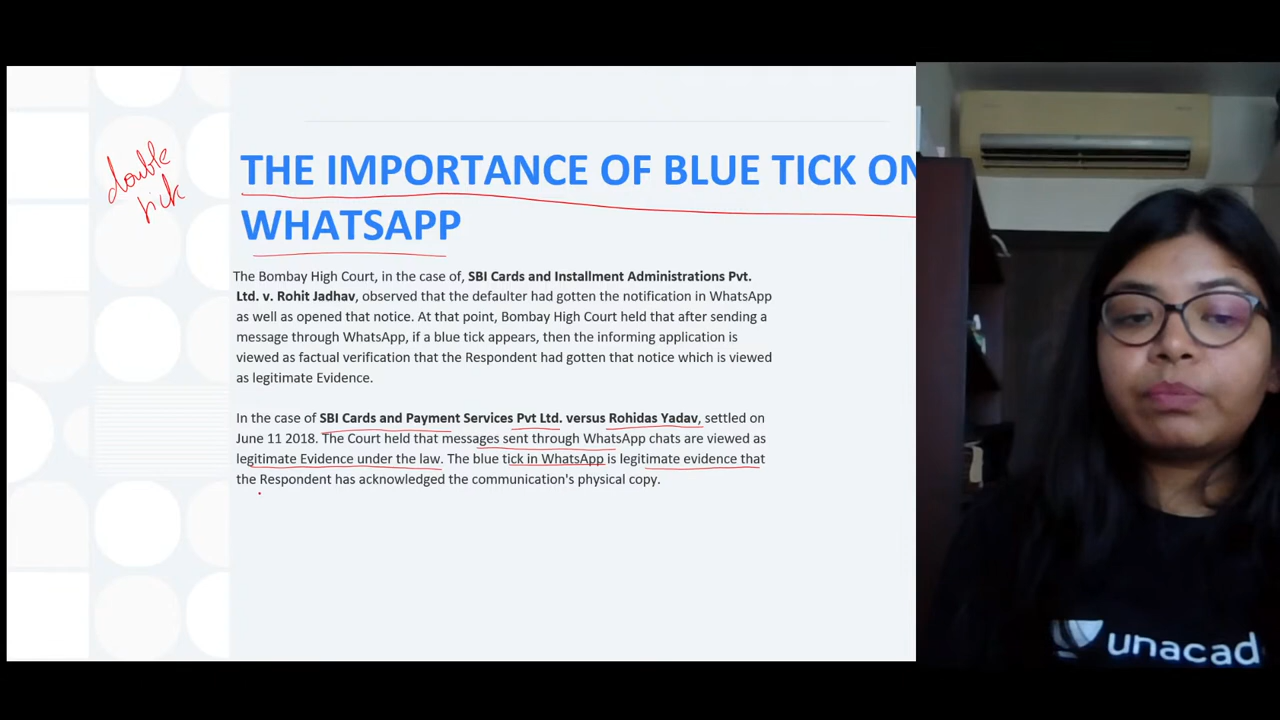 double
tick
THE IMPORTANCE OF BLUE TICK ON
WHATSAPP
The Bombay High Court, in the case of, SBI Cards and Installment Administrations Pvt.
Ltd. v. Rohit Jadhav, observed that the defaulter had gotten the notification in WhatsApp
as well as opened that notice. At that point, Bombay High Court held that after sending a
message through WhatsApp, if a blue tick appears, then the informing application is
viewed as factual verification that the Respondent had gotten that notice which is viewed
as legitimate Evidence.
In the case of SBI Cards and Payment Services Pvt Ltd. versus Rohidas Yadav, settled on
June 11 2018. The Court held that messages sent through WhatsApp chats are viewed as
legitimate Evidence under the law. The blue tick in WhatsApp is legitimate evidence that
the Respondent has acknowledged the communication's physical copy.
unacad